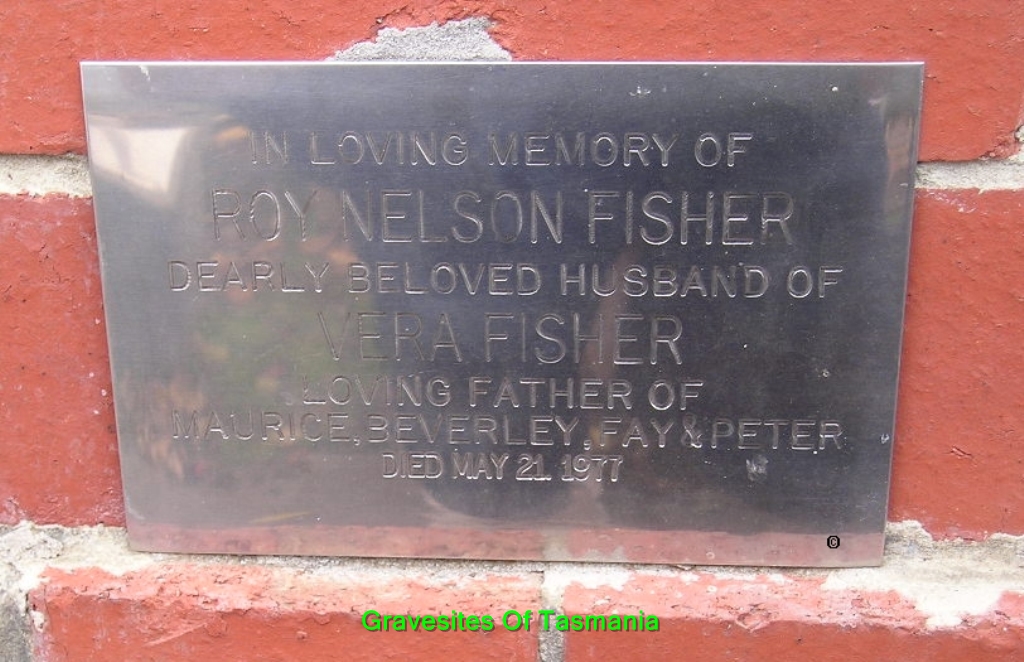 IN LOVING MEMORY OF
ROY NELSON FISHER
DEARLY BELOVED HUSBAND OF
VERA FISHER
LOVING FATHER OF
MAURICE, BEVERLEY, FAY & PETER
DIED MAY 21. 1977
©
Gravesites Of Tasmania